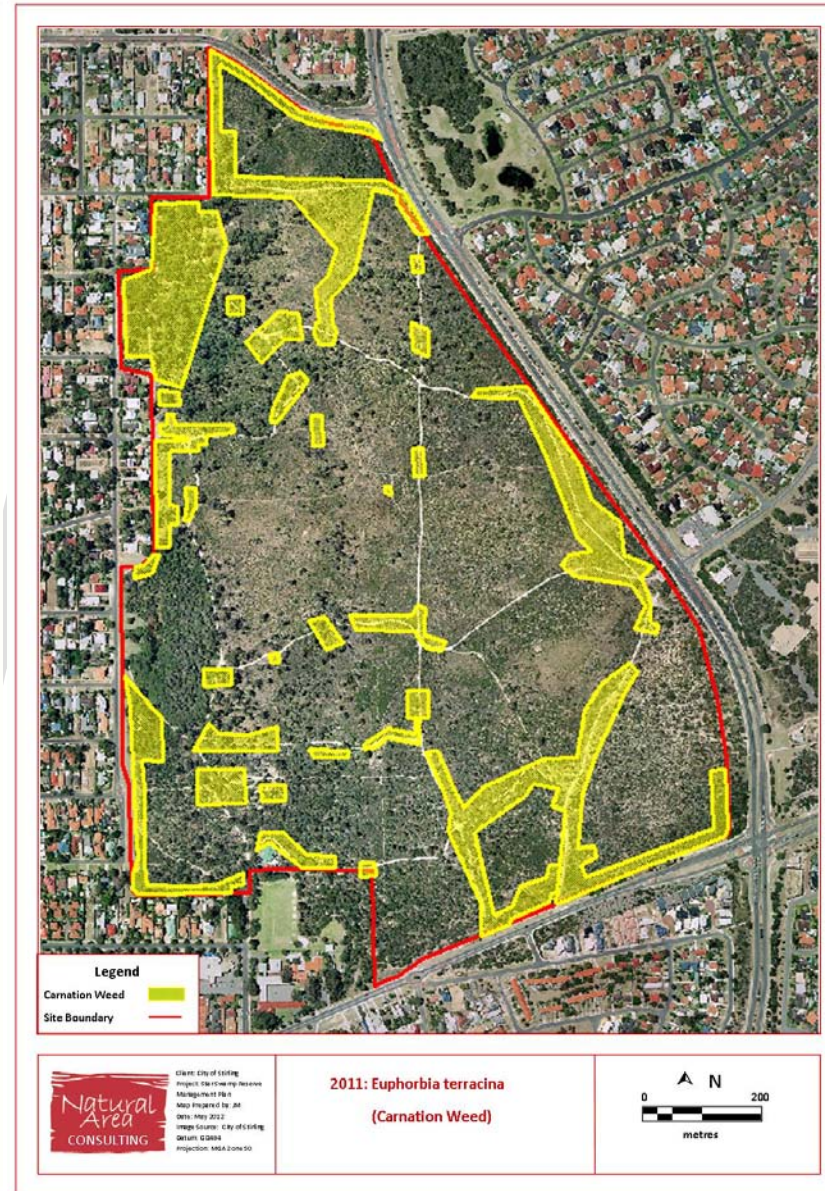 Legend
Carnation Weed
Site Boundary
Natural
Area
CONSULTING
Client: City of Stirling
Project: Star Swamp Reserve
Management Plan
Map Prepared by: JM
Date: May 2012
Image Source: City of Stirling
Datum: GDA94
Projection: MGA Zone 50
2011: Euphorbia terracina
(Carnation Weed)
N
0 200
metres